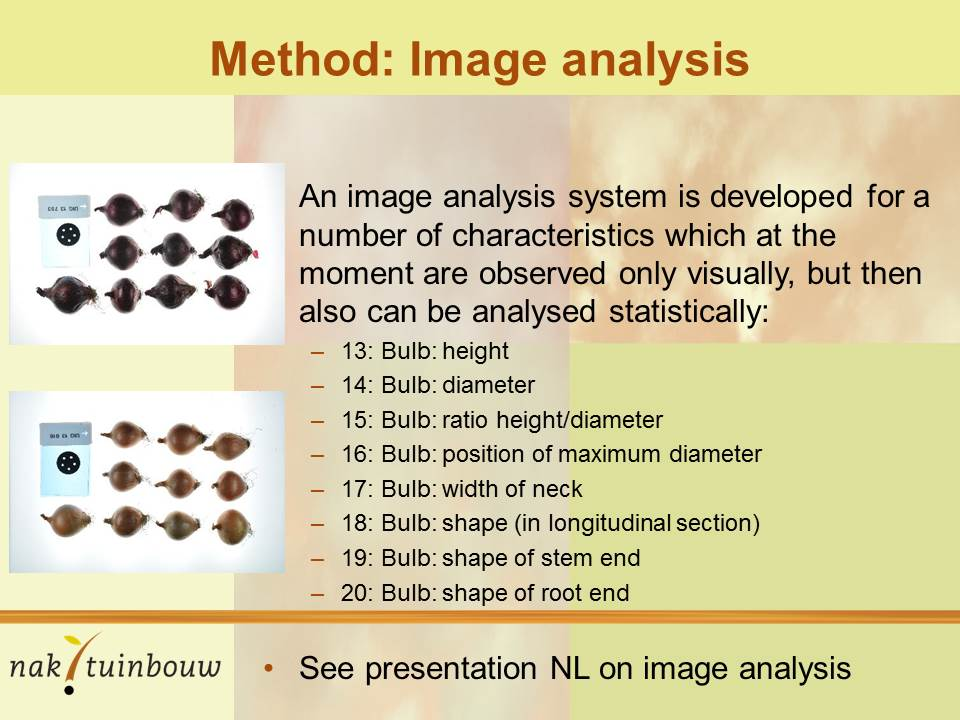 Method: Image analysis
An image analysis system is developed for a
number of characteristics which at the
moment are observed only visually, but then
also can be analysed statistically:
– 13: Bulb: height
– 14: Bulb: diameter
– 15: Bulb: ratio height/diameter
– 16: Bulb: position of maximum diameter
– 17: Bulb: width of neck
– 18: Bulb: shape (in longitudinal section)
– 19: Bulb: shape of stem end
– 20: Bulb: shape of root end
nak tuinbouw
• See presentation NL on image analysis